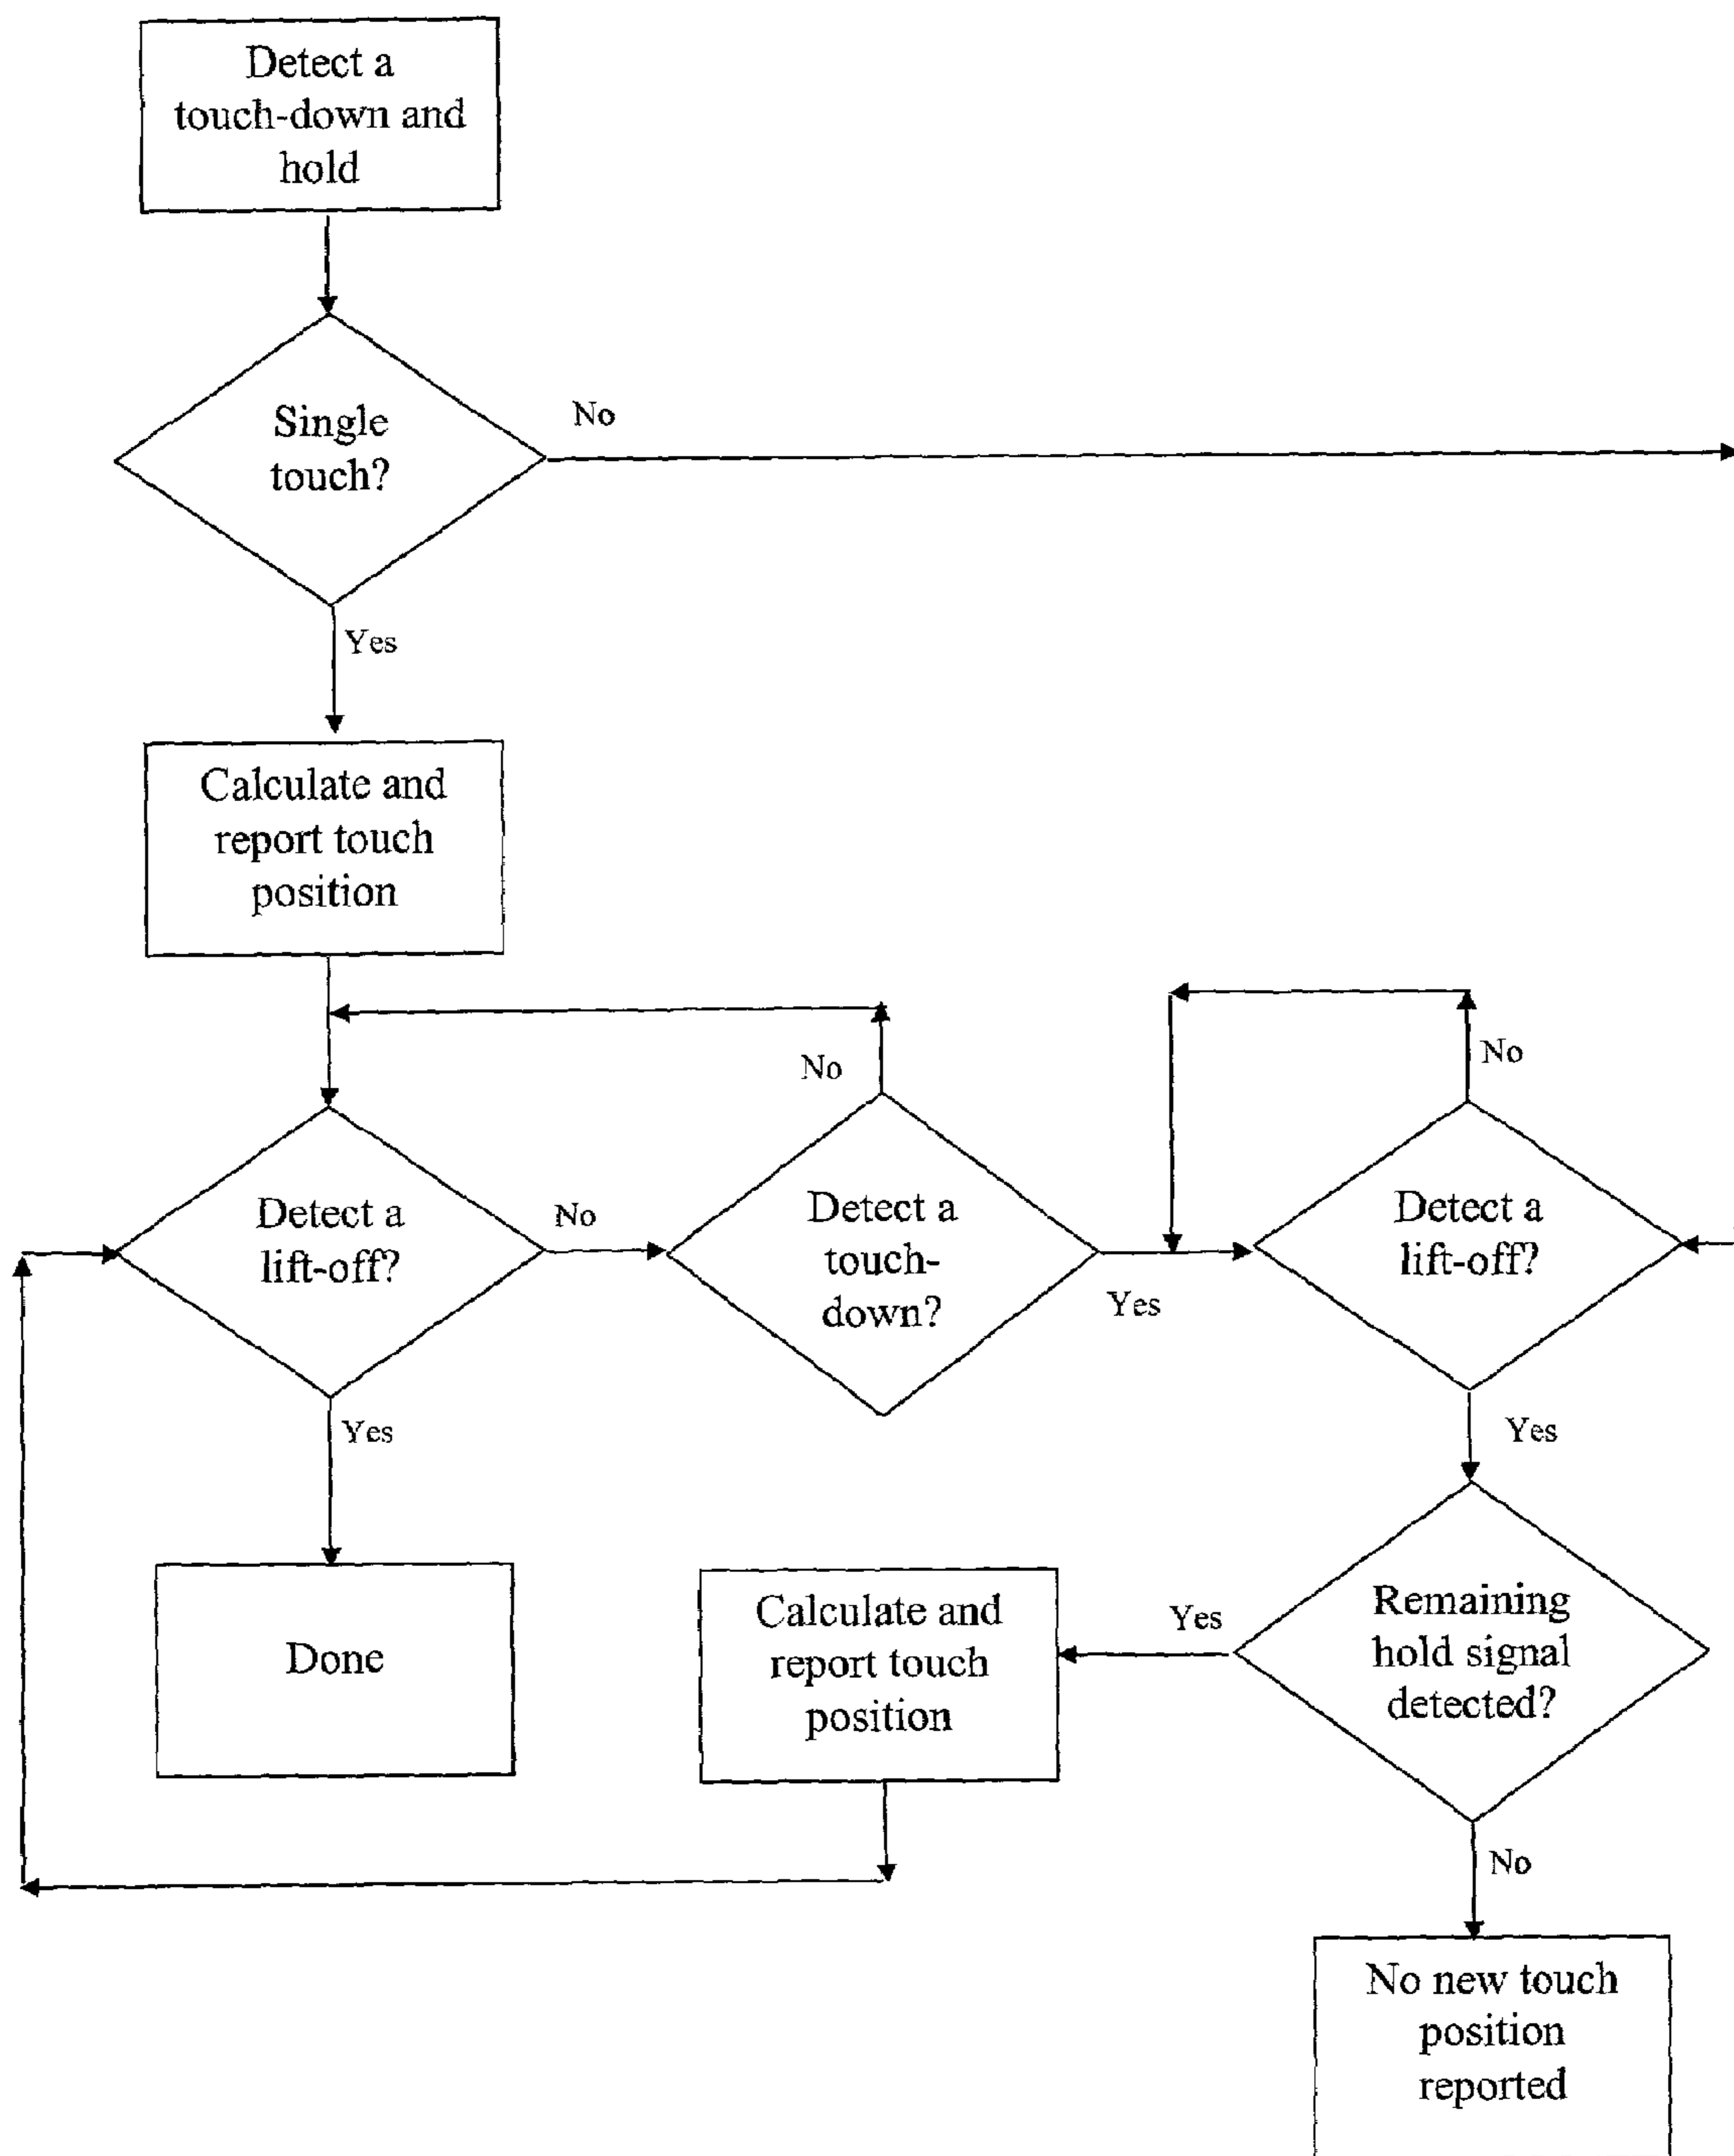 Detect a
touch-down and
hold
Single
touch?
No
Yes
Calculate and
report touch
position
No
No
Detect a
lift-off?
No
Detect a
touch-
down?
Yes
Detect a
lift-off?
Yes
Yes
Done
Calculate and
report touch
position
Yes
Remaining
hold signal
detected?
No
No new touch
position
reported